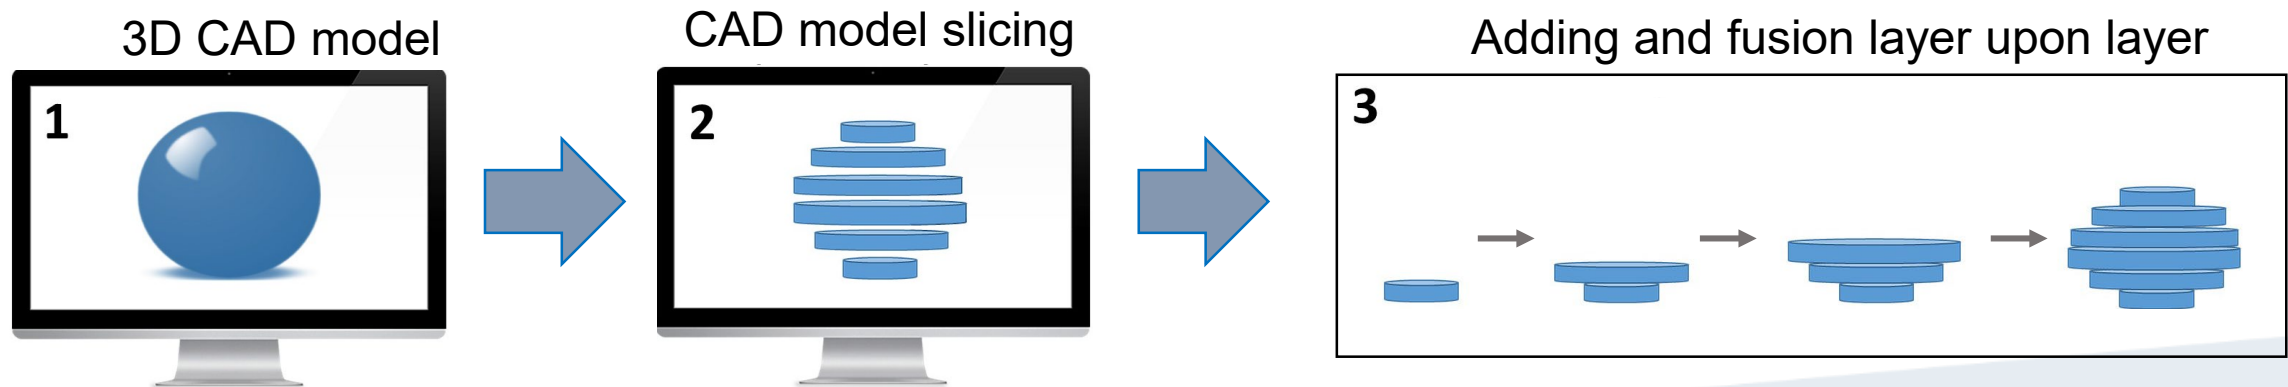 3D CAD model
CAD model slicing
Adding and fusion layer upon layer
1
2
3